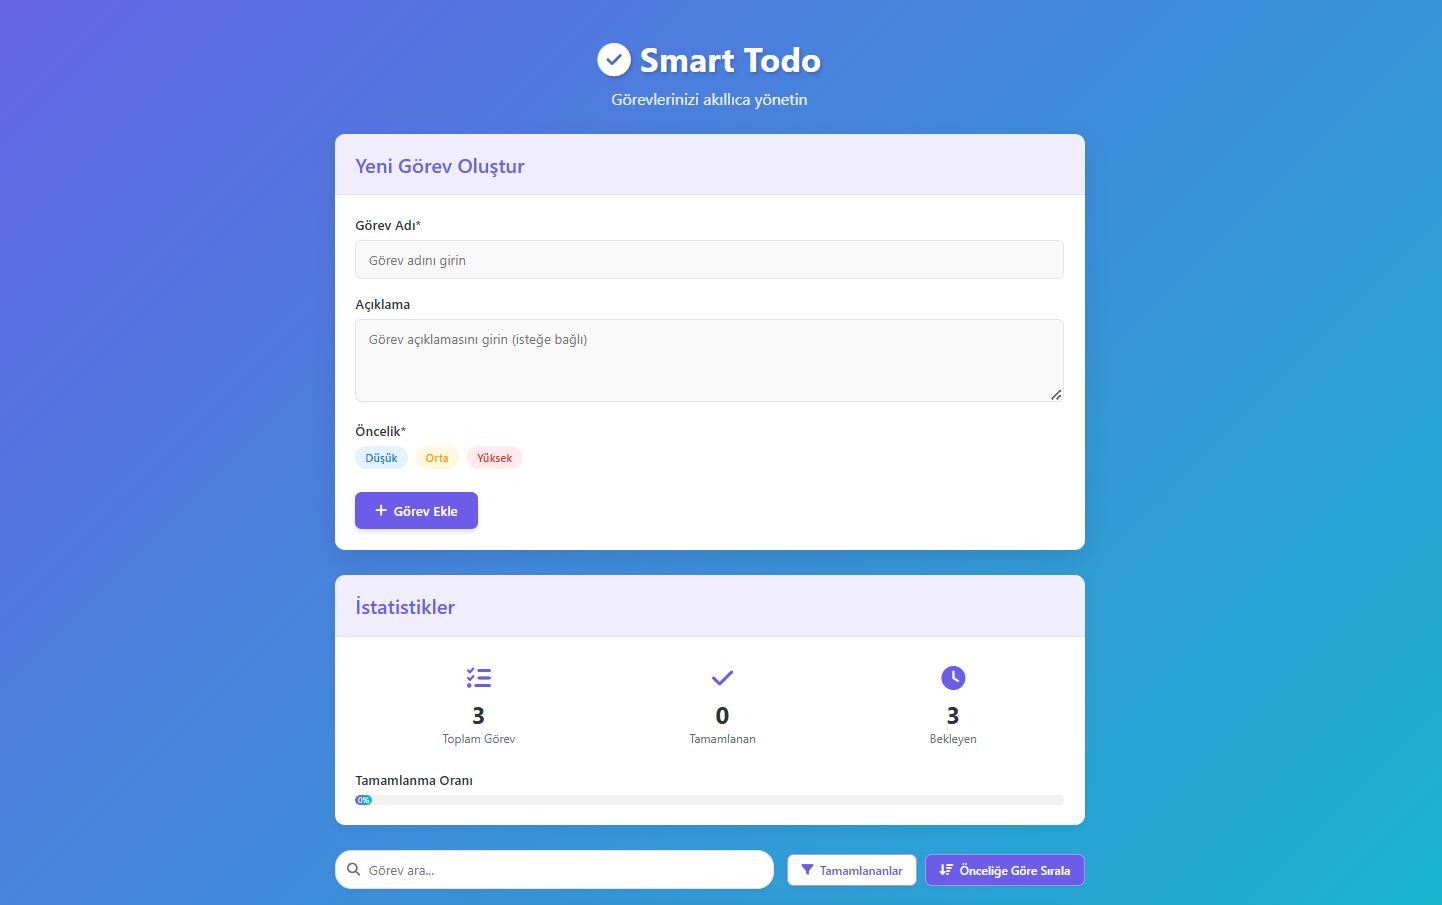 Smart Todo
Görevlerinizi akıllıca yönetin
Yeni Görev Oluştur
Görev Adı*
Görev adını girin
Açıklama
Görev açıklamasını girin (isteğe bağlı)
Öncelik*
Düşük Orta Yüksek
+ Görev Ekle
İstatistikler
3 0 3
Toplam Görev Tamamlanan Bekleyen
Tamamlanma Oranı
0%
Görev ara... Tamamlananlar Önceliğe Göre Sırala